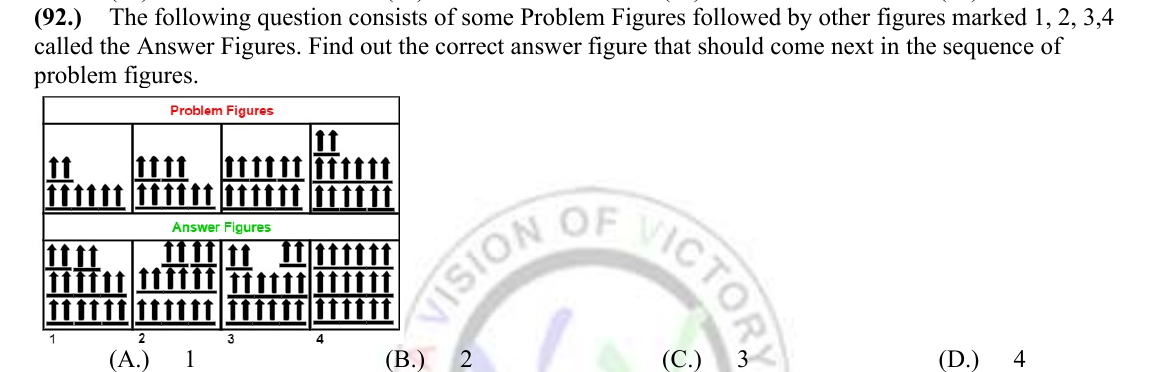 (92.) The following question consists of some Problem Figures followed by other figures marked 1, 2, 3,4
called the Answer Figures. Find out the correct answer figure that should come next in the sequence of
problem figures.
Problem Figures
Answer Figures
1 2 3 4
(A.) 1 (B.) 2 (C.) 3 (D.) 4
VISION OF VICTORY